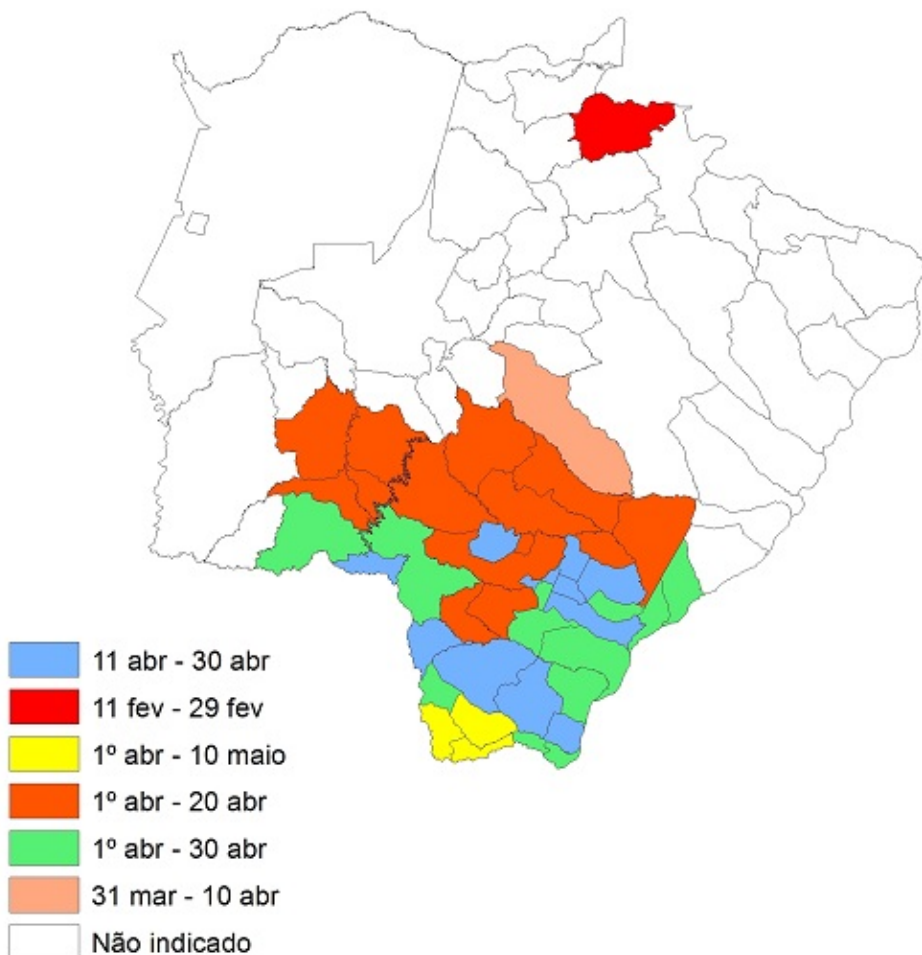 11 abr - 30 abr
11 fev - 29 fev
1º abr - 10 maio
1º abr - 20 abr
1º abr - 30 abr
31 mar - 10 abr
Não indicado